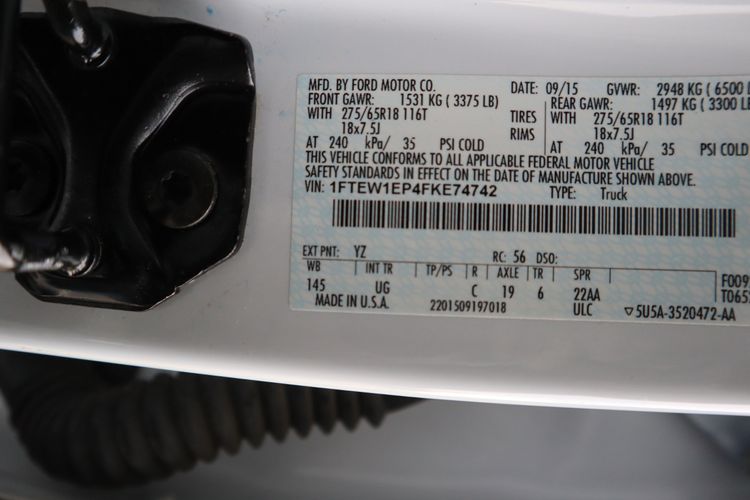 MFD. BY FORD MOTOR CO. DATE: 09/15 GVWR: 2948 KG ( 6500
FRONT GAWR: 1531 KG ( 3375 LB) REAR GAWR: 1497 KG ( 3300 LB
WITH 275/65R18 116T TIRES WITH 275/65R18 116T
18x7.5J RIMS 18x7.5J
AT 240 kPa/ 35 PSI COLD AT 240 kPa/ 35 PSI COLD
THIS VEHICLE CONFORMS TO ALL APPLICABLE FEDERAL MOTOR VEHICLE
SAFETY STANDARDS IN EFFECT ON THE DATE OF MANUFACTURE SHOWN ABOVE.
VIN: 1FTEW1EP4FKE74742 TYPE: Truck
EXT PNT: YZ RC: 56 DSO:
WB INT TR TP/PS R AXLE TR SPR F009
145 UG C 19 6 22AA T065
MADE IN U.S.A. 2201509197018 ULC ▽5U5A-3520472-AA